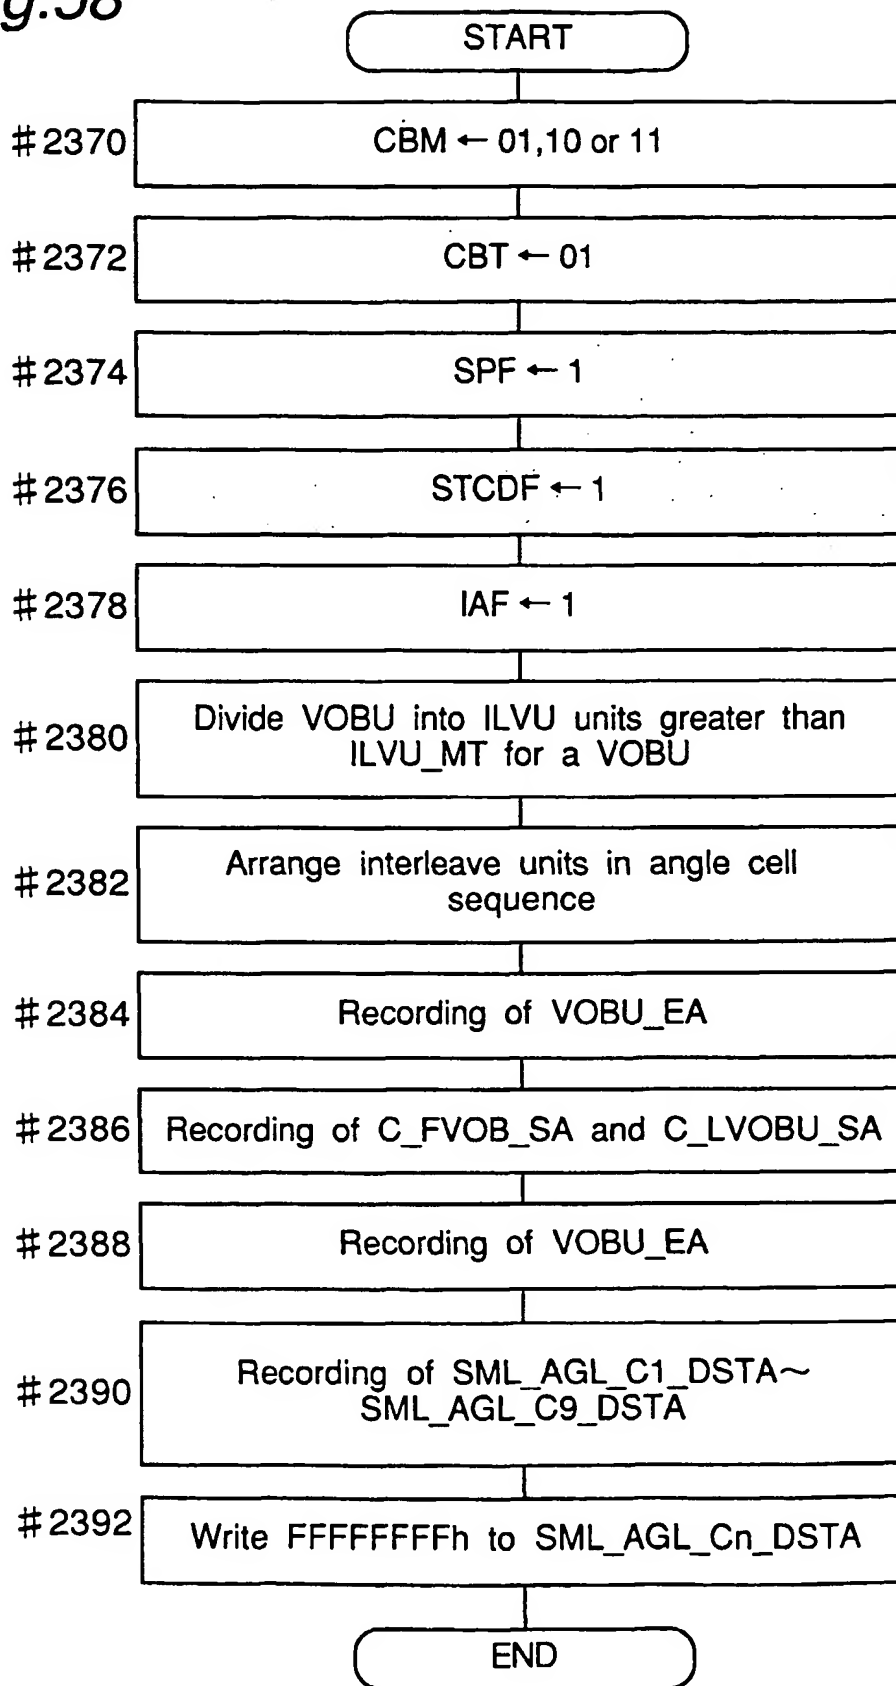 g.58
START
#2370
CBM ← 01,10 or 11
#2372
CBT ← 01
#2374
SPF ← 1
#2376
STCDF ← 1
#2378
IAF ← 1
#2380
Divide VOBU into ILVU units greater than
ILVU_MT for a VOBU
#2382
Arrange interleave units in angle cell
sequence
#2384
Recording of VOBU_EA
#2386
Recording of C_FVOB_SA and C_LVOBU_SA
#2388
Recording of VOBU_EA
#2390
Recording of SML_AGL_C1_DSTA~
SML_AGL_C9_DSTA
#2392
Write FFFFFFFFh to SML_AGL_Cn_DSTA
END